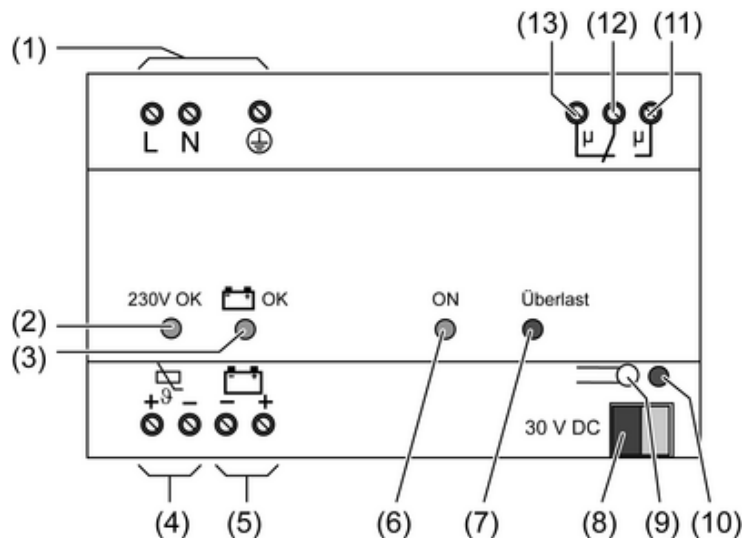 (1) (13) (12) (11)
L N µ µ
230V OK OK ON Überlast
(2)
(3)
ϑ
+ − − +
30 V DC
(4) (5) (6) (7) (8) (9) (10)